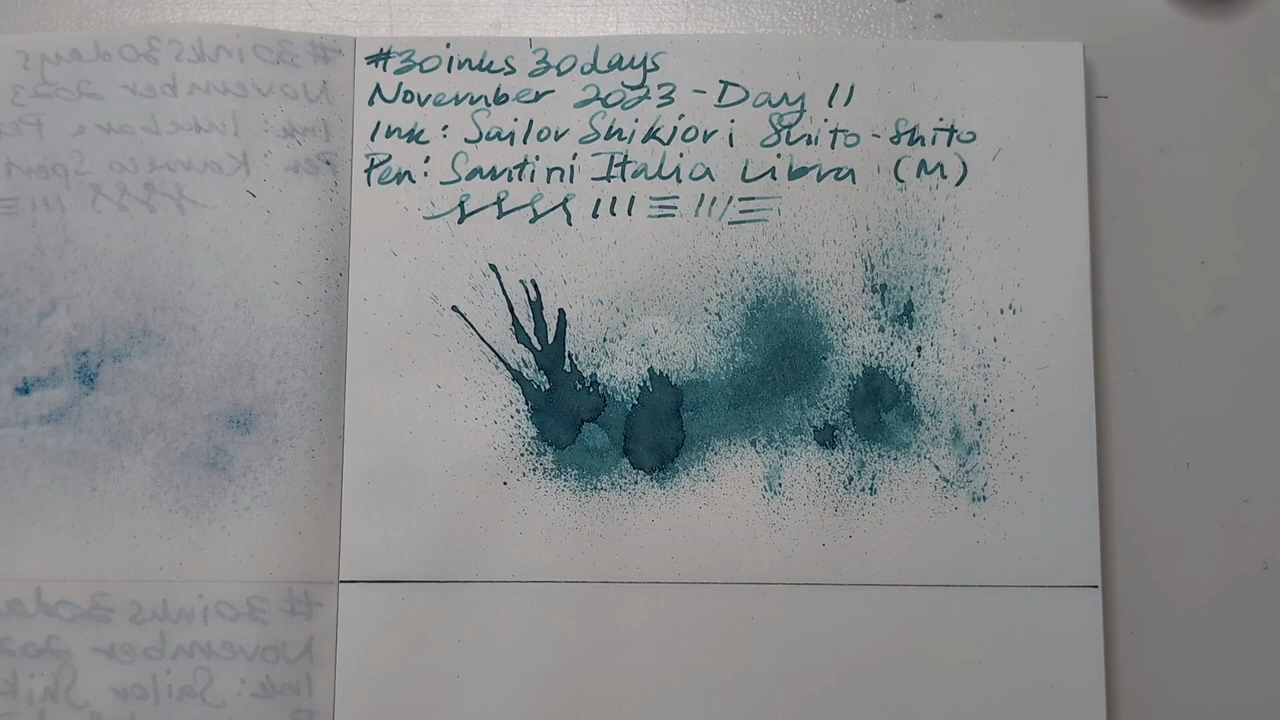 #30inks30days
November 2023 - Day 11
Ink: Sailor Shikiori Shito-Shito
Pen: Santini Italia Libra (M)